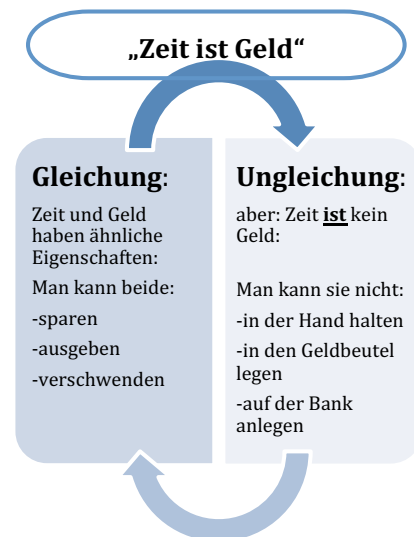 „Zeit ist Geld“
Gleichung:
Zeit und Geld
haben ähnliche
Eigenschaften:
Man kann beide:
-sparen
-ausgeben
-verschwenden
Ungleichung:
aber: Zeit ist kein
Geld:
Man kann sie nicht:
-in der Hand halten
-in den Geldbeutel
legen
-auf der Bank
anlegen